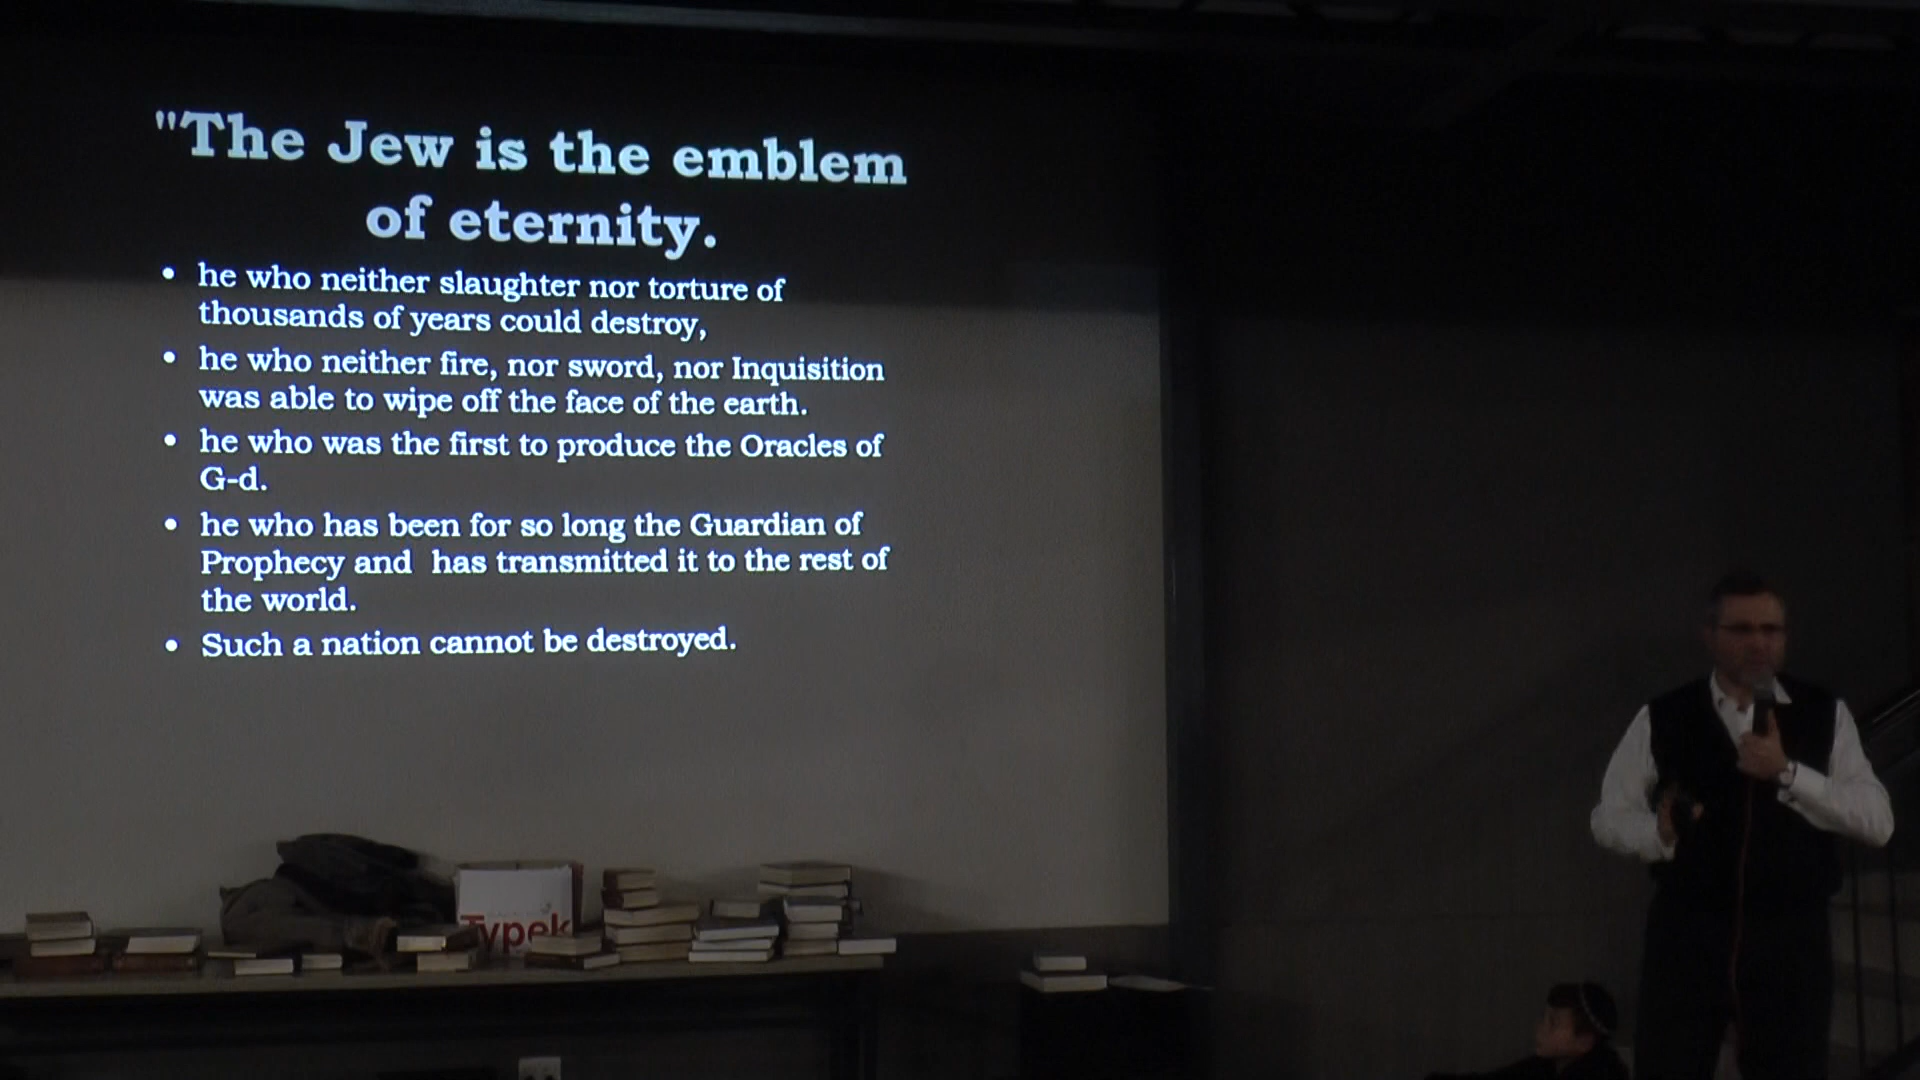 "The Jew is the emblem
of eternity.
• he who neither slaughter nor torture of
thousands of years could destroy,
• he who neither fire, nor sword, nor Inquisition
was able to wipe off the face of the earth.
• he who was the first to produce the Oracles of
G-d.
• he who has been for so long the Guardian of
Prophecy and  has transmitted it to the rest of
the world.
• Such a nation cannot be destroyed.
Typek